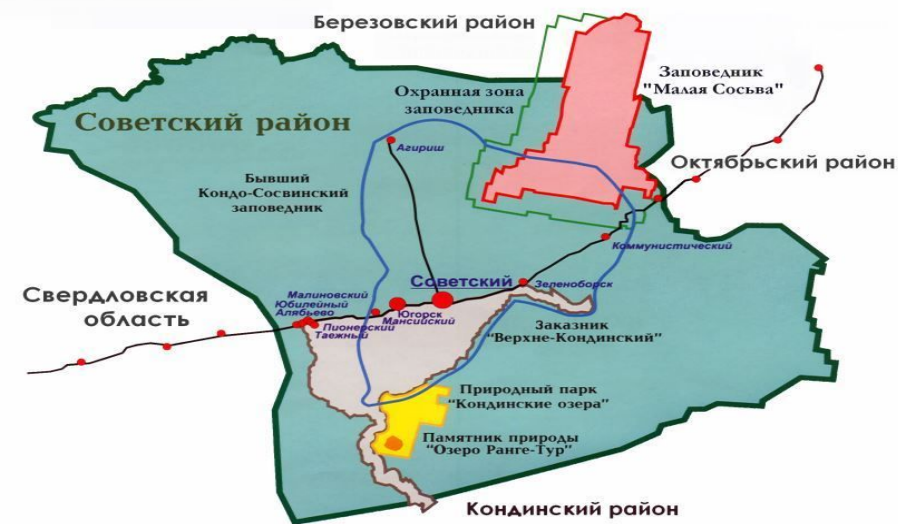 Березовский район
Заповедник
"Малая Сосьва"
Охранная зона
заповедника
Советский район
Агириш
Октябрьский район
Бывший
Кондо-Сосвинский
заповедник
Коммунистический
Советский
Зеленоборск
Свердловская
область
Малиновский
Юбилейный
Алябьево
Югорск
Мансийский
Пионерский
Таежный
Заказник
"Верхне-Кондинский"
Природный парк
"Кондинские озера"
Памятник природы
"Озеро Ранге-Тур"
Кондинский район